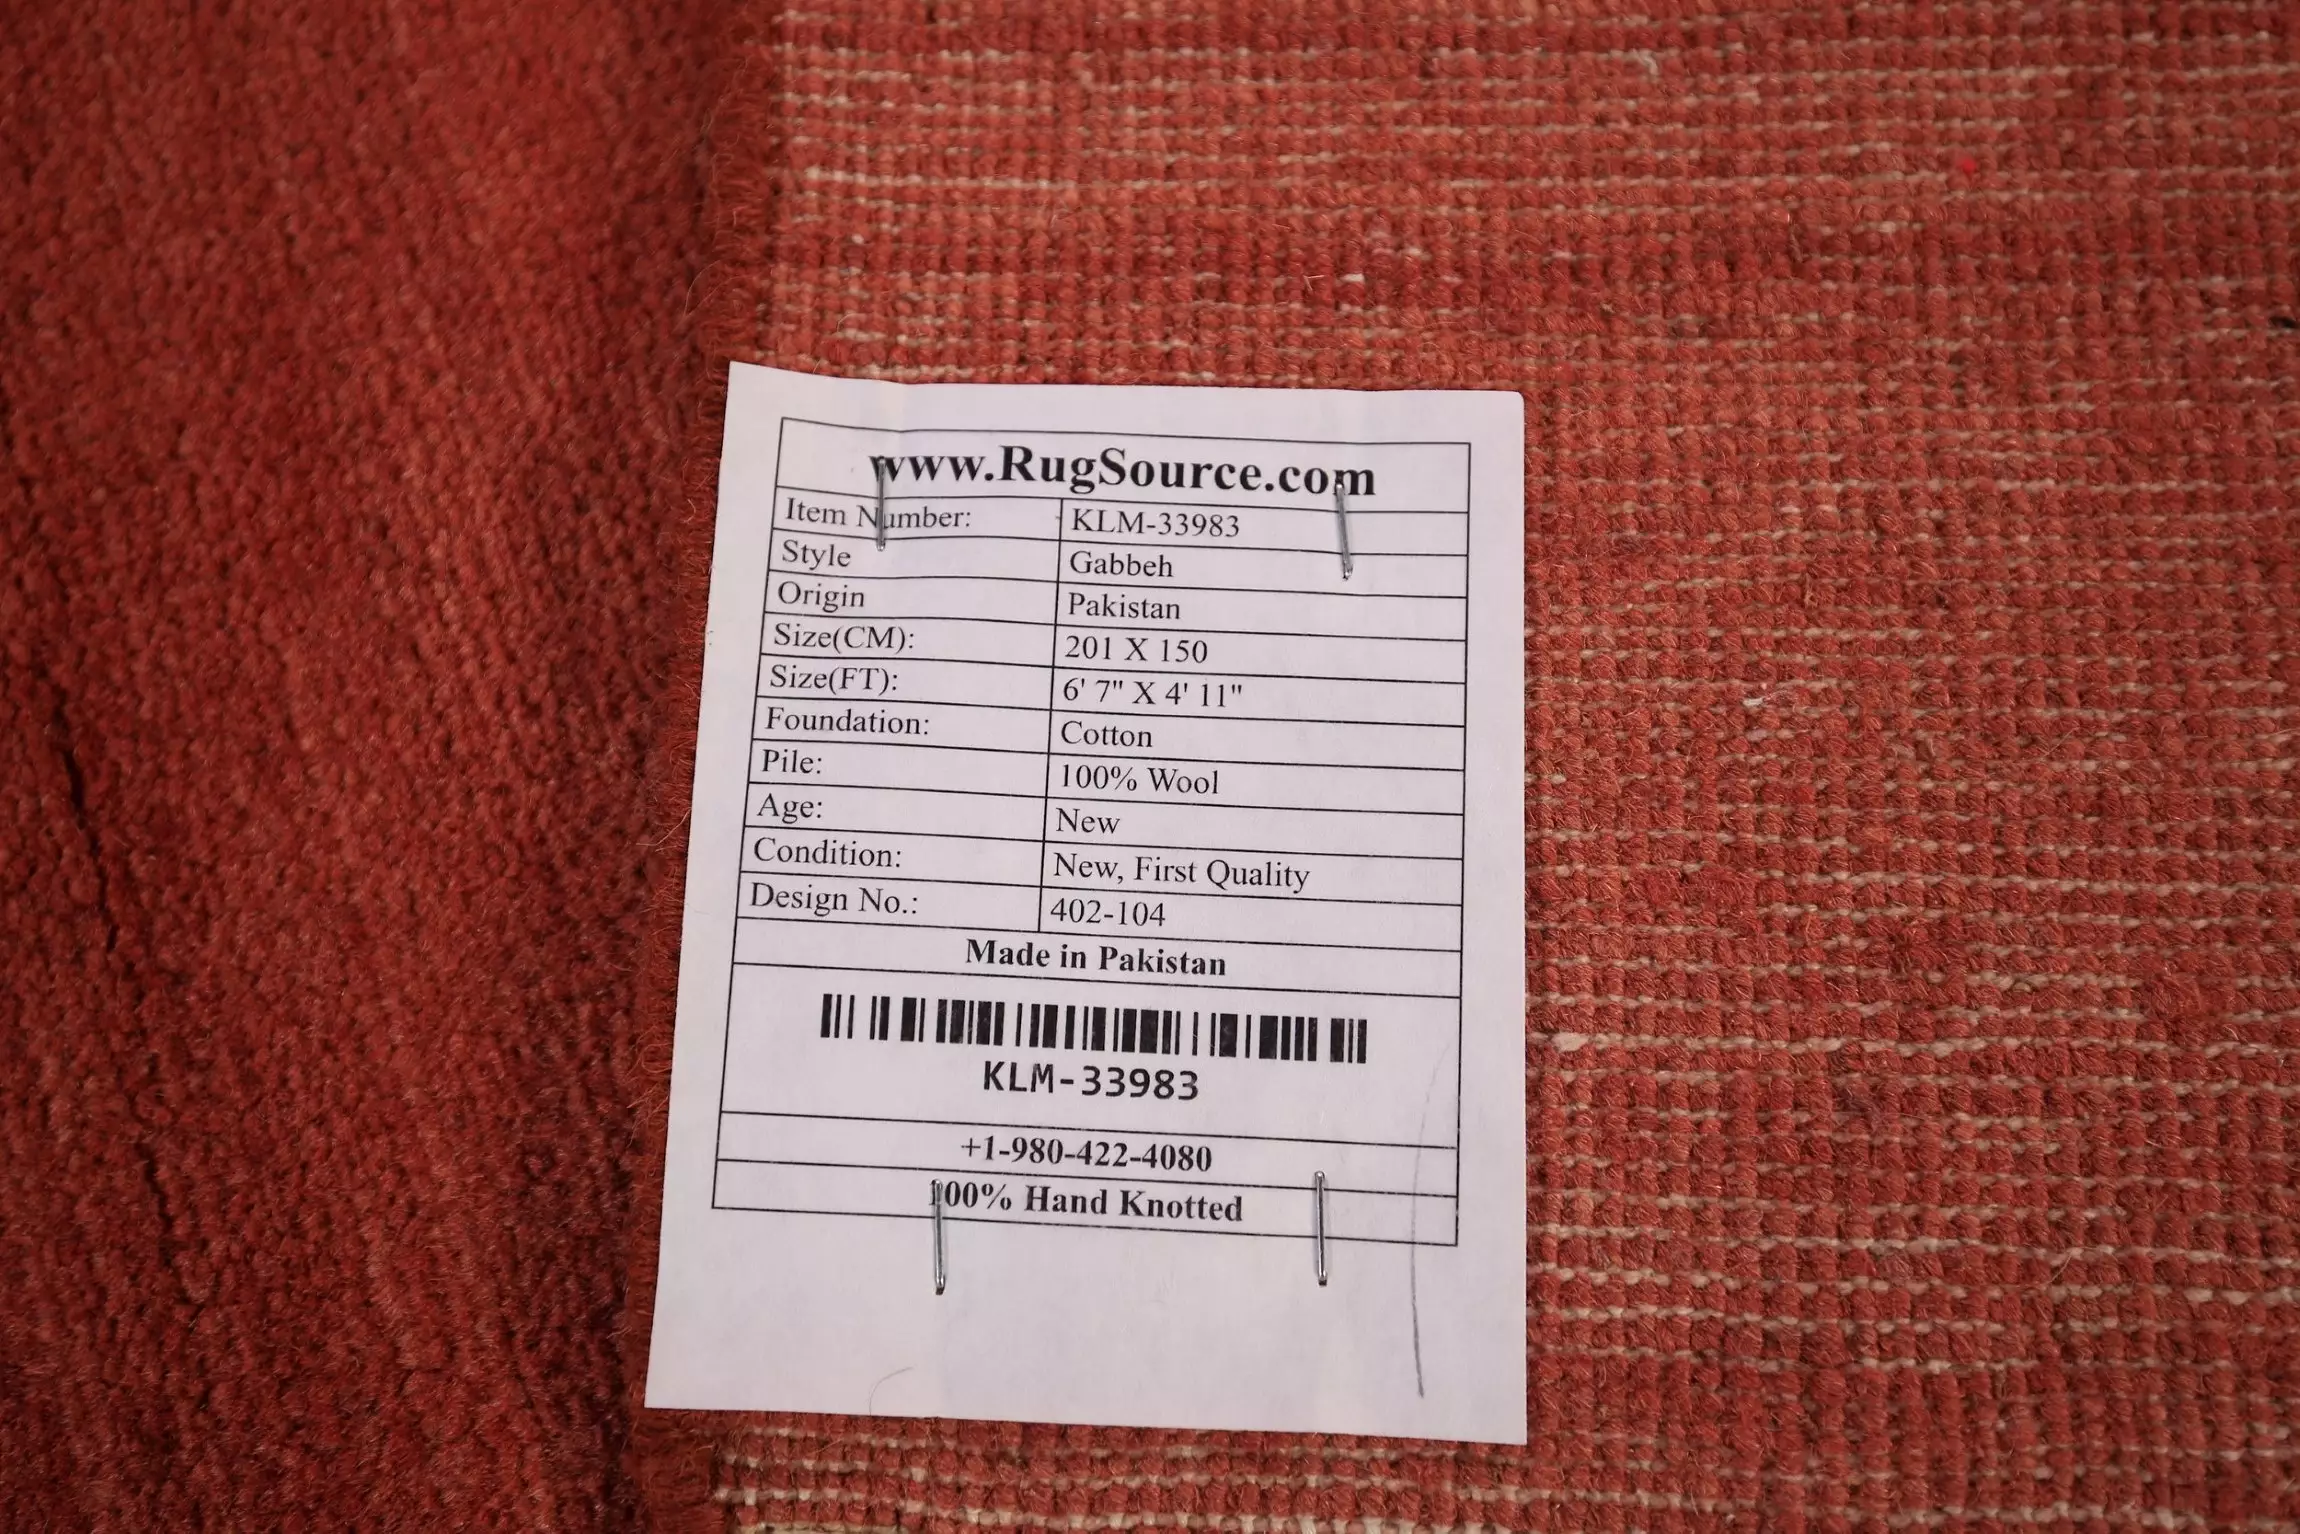 www.RugSource.com
Item Number: KLM-33983
Style Gabbeh
Origin Pakistan
Size(CM): 201 X 150
Size(FT): 6' 7" X 4' 11"
Foundation: Cotton
Pile: 100% Wool
Age: New
Condition: New, First Quality
Design No.: 402-104
Made in Pakistan
KLM-33983
+1-980-422-4080
100% Hand Knotted